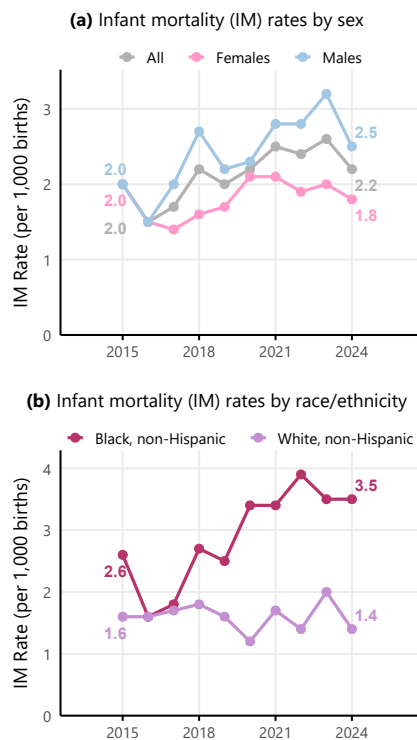 (a) Infant mortality (IM) rates by sex
All Females Males
IM Rate (per 1,000 births)
3
2
1
0
2.0
2.0
2.0
2.5
2.2
1.8
2015 2018 2021 2024
(b) Infant mortality (IM) rates by race/ethnicity
Black, non-Hispanic White, non-Hispanic
IM Rate (per 1,000 births)
4
3
2
1
0
2.6
1.6
3.5
1.4
2015 2018 2021 2024